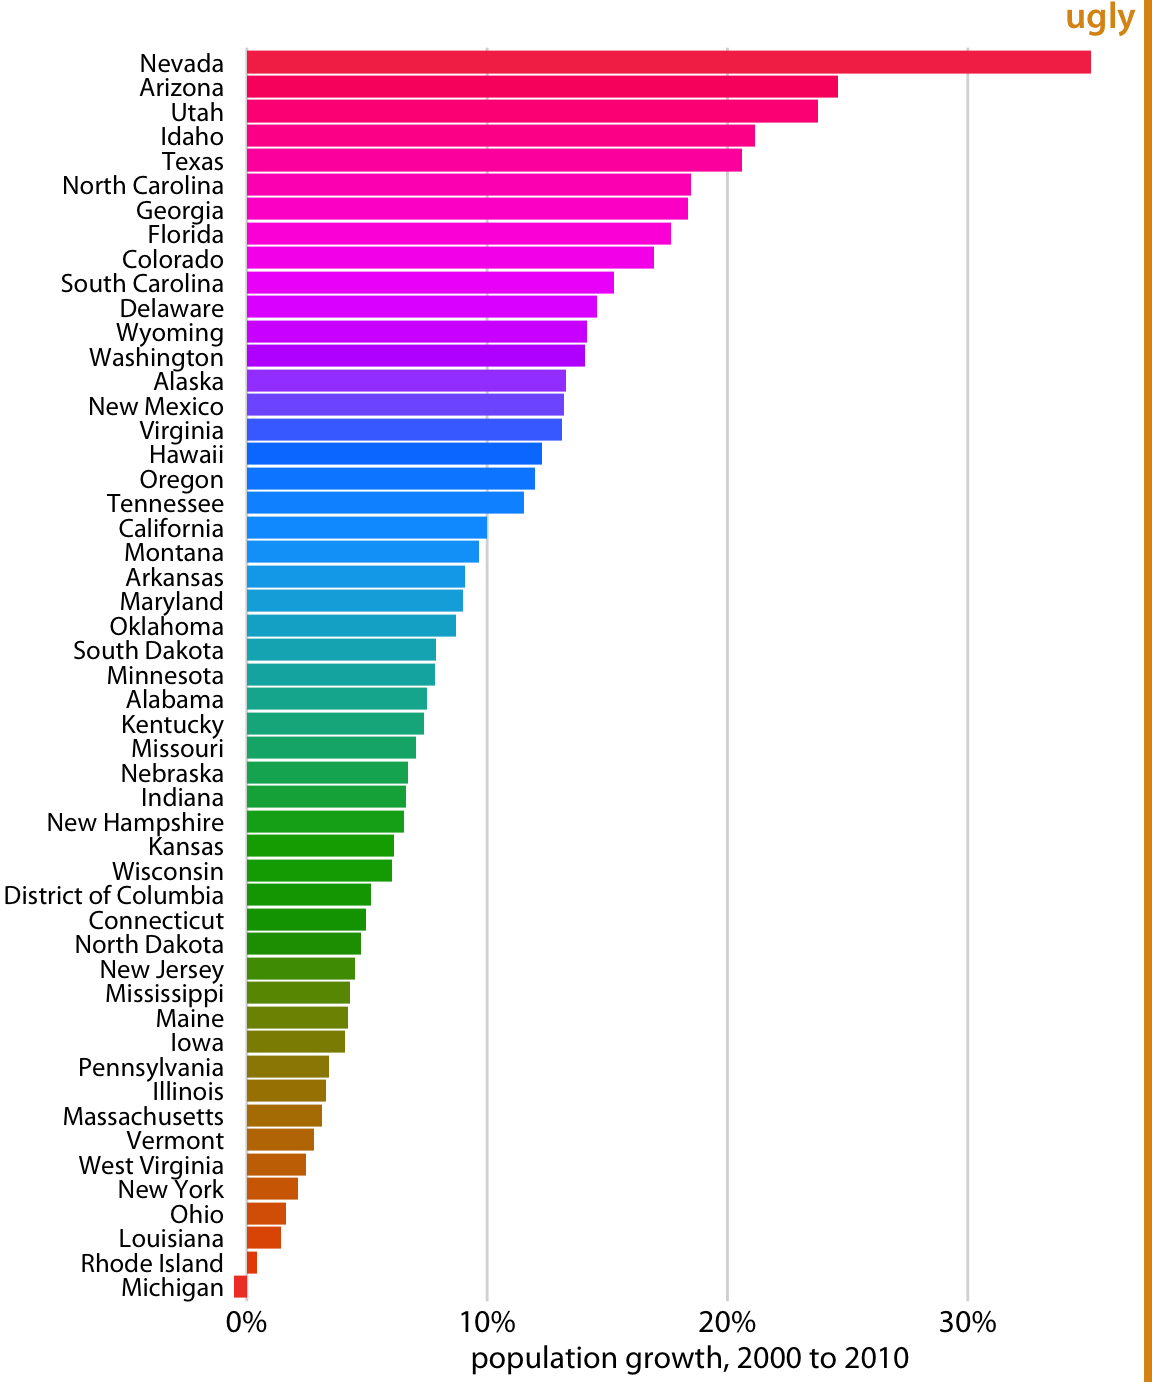 ugly
Nevada
Arizona
Utah
Idaho
Texas
North Carolina
Georgia
Florida
Colorado
South Carolina
Delaware
Wyoming
Washington
Alaska
New Mexico
Virginia
Hawaii
Oregon
Tennessee
California
Montana
Arkansas
Maryland
Oklahoma
South Dakota
Minnesota
Alabama
Kentucky
Missouri
Nebraska
Indiana
New Hampshire
Kansas
Wisconsin
District of Columbia
Connecticut
North Dakota
New Jersey
Mississippi
Maine
Iowa
Pennsylvania
Illinois
Massachusetts
Vermont
West Virginia
New York
Ohio
Louisiana
Rhode Island
Michigan
0% 10% 20% 30%
population growth, 2000 to 2010